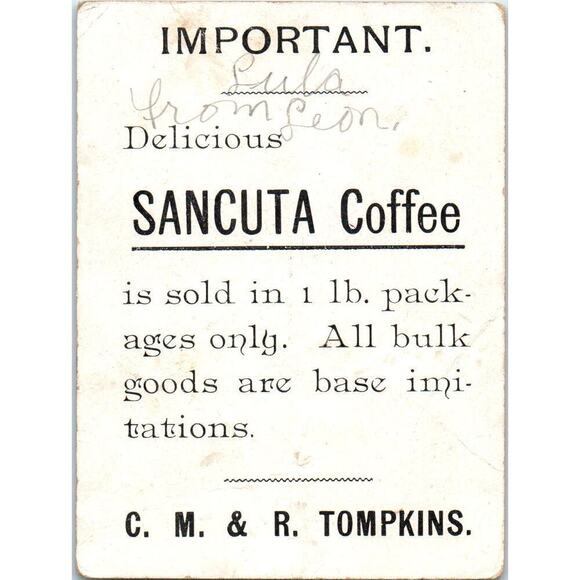 IMPORTANT.
Lula
from Leon.
Delicious
SANCUTA Coffee
is sold in 1 lb. pack-
ages only. All bulk
goods are base imi-
tations.
C. M. & R. TOMPKINS.